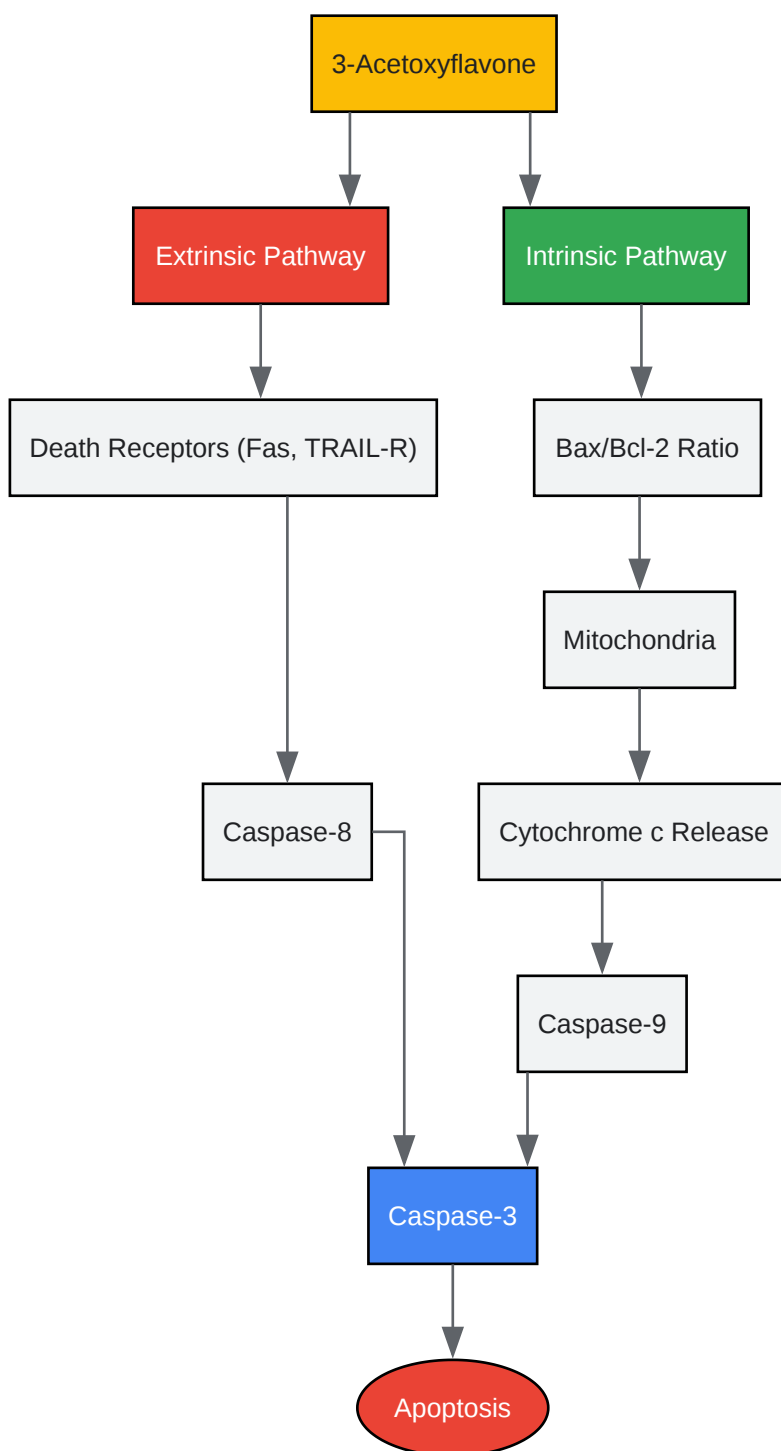 3-Acetoxyflavone
Extrinsic Pathway
Intrinsic Pathway
Death Receptors (Fas, TRAIL-R)
Bax/Bcl-2 Ratio
Mitochondria
Caspase-8
Cytochrome c Release
Caspase-9
Caspase-3
Apoptosis